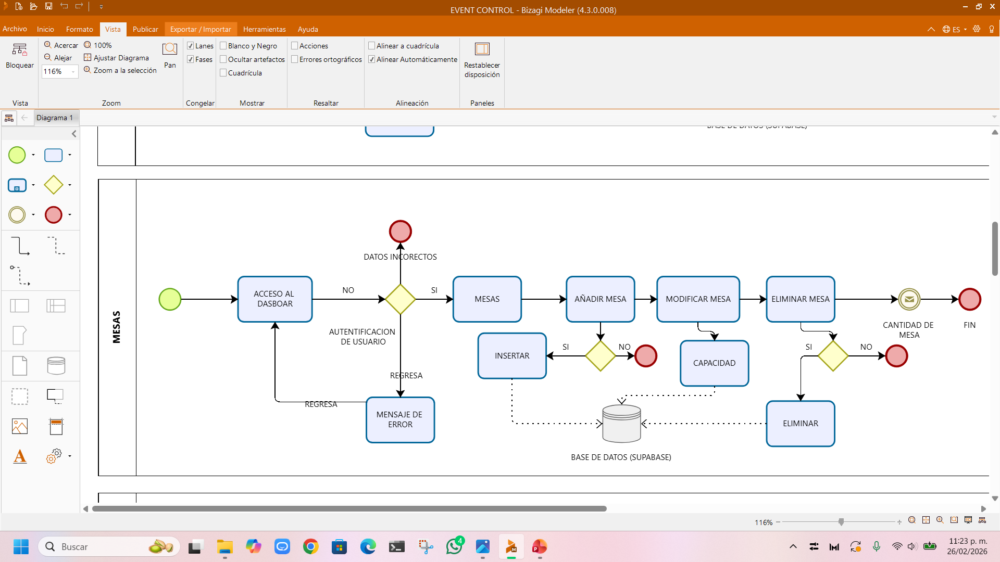 EVENT CONTROL - Bizagi Modeler (4.3.0.008)
Archivo Inicio Formato Vista Publicar Exportar / Importar Herramientas Ayuda
ES
Bloquear
Vista
Acercar
Alejar
116%
100%
Ajustar Diagrama
Zoom a la selección
Pan
Zoom
Lanes
Fases
Congelar
Blanco y Negro
Ocultar artefactos
Cuadrícula
Mostrar
Acciones
Errores ortográficos
Resaltar
Alinear a cuadrícula
Alinear Automáticamente
Alineación
Restablecer
disposición
Paneles
Diagrama 1
BASE DE DATOS (SUPABASE)
MESAS
DATOS INCORECTOS
ACCESO AL
DASBOAR
NO
SI
MESAS
AÑADIR MESA
MODIFICAR MESA
ELIMINAR MESA
CANTIDAD DE
MESA
FIN
AUTENTIFICACION
DE USUARIO
INSERTAR
SI
NO
CAPACIDAD
SI
NO
REGRESA
REGRESA
MENSAJE DE
ERROR
ELIMINAR
BASE DE DATOS (SUPABASE)
116%
Buscar
4
11:23 p. m.
26/02/2026